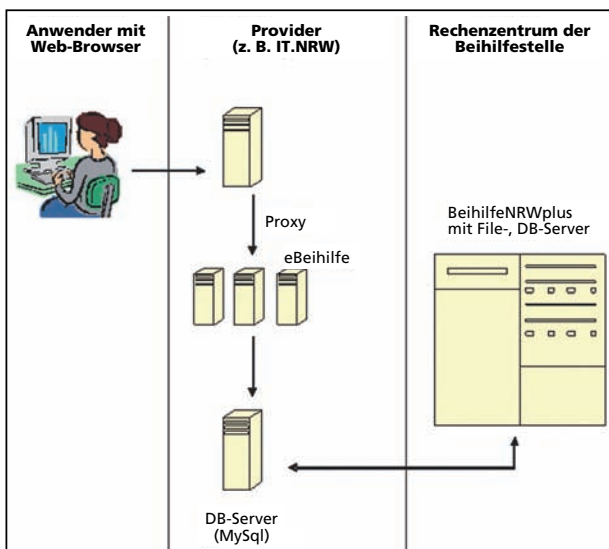 Anwender mit
Web-Browser
Provider
(z. B. IT.NRW)
Rechenzentrum der
Beihilfestelle
Proxy
eBeihilfe
BeihilfeNRWplus
mit File-, DB-Server
DB-Server
(MySql)